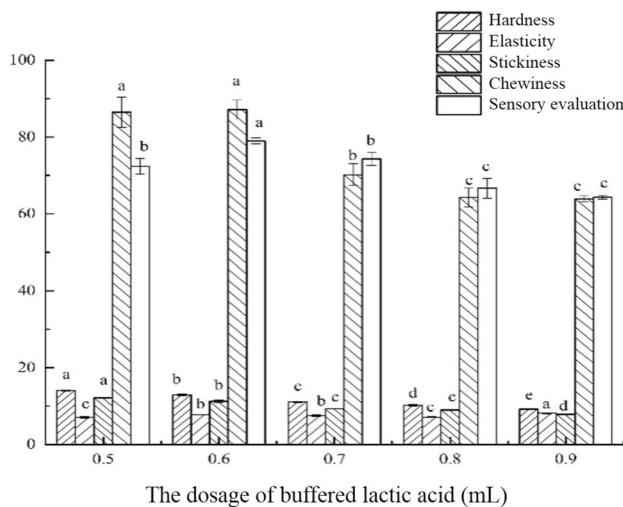 Hardness
Elasticity
Stickiness
Chewiness
Sensory evaluation
100
80
60
40
20
0
a c a a b
b b b a a
c b c b b
d c c c c
e a d c c
0.5 0.6 0.7 0.8 0.9
The dosage of buffered lactic acid (mL)